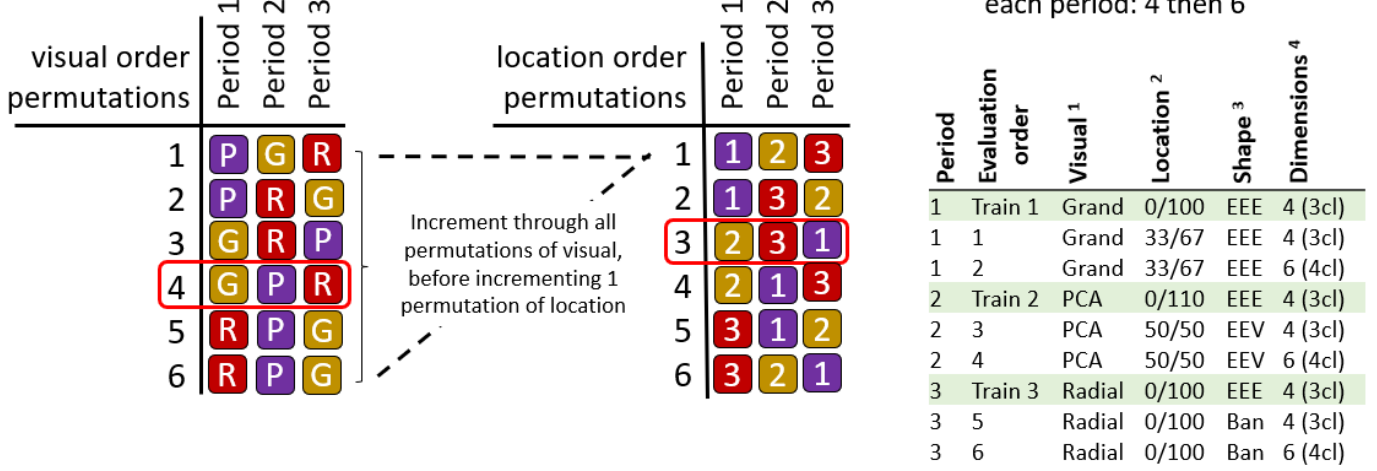 each period: 4 then 6
visual order permutations Period 1 Period 2 Period 3
1 P G R
2 P R G
3 G R P
4 G P R
5 R P G
6 R P G
Increment through all
permutations of visual,
before incrementing 1
permutation of location
location order permutations Period 1 Period 2 Period 3
1 1 2 3
2 1 3 2
3 2 3 1
4 2 1 3
5 3 1 2
6 3 2 1
Period Evaluation order Visual 1 Location 2 Shape 3 Dimensions 4
1 Train 1 Grand 0/100 EEE 4 (3cl)
1 1 Grand 33/67 EEE 4 (3cl)
1 2 Grand 33/67 EEE 6 (4cl)
2 Train 2 PCA 0/110 EEE 4 (3cl)
2 3 PCA 50/50 EEV 4 (3cl)
2 4 PCA 50/50 EEV 6 (4cl)
3 Train 3 Radial 0/100 EEE 4 (3cl)
3 5 Radial 0/100 Ban 4 (3cl)
3 6 Radial 0/100 Ban 6 (4cl)